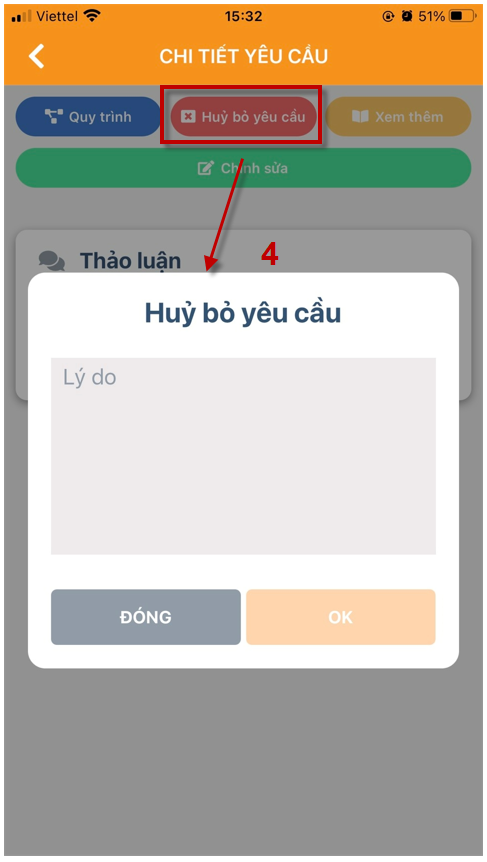 Viettel 15:32 51%
CHI TIẾT YÊU CẦU
Quy trình Huỷ bỏ yêu cầu Xem thêm
Chỉnh sửa
Thảo luận 4
Huỷ bỏ yêu cầu
Lý do
ĐÓNG OK